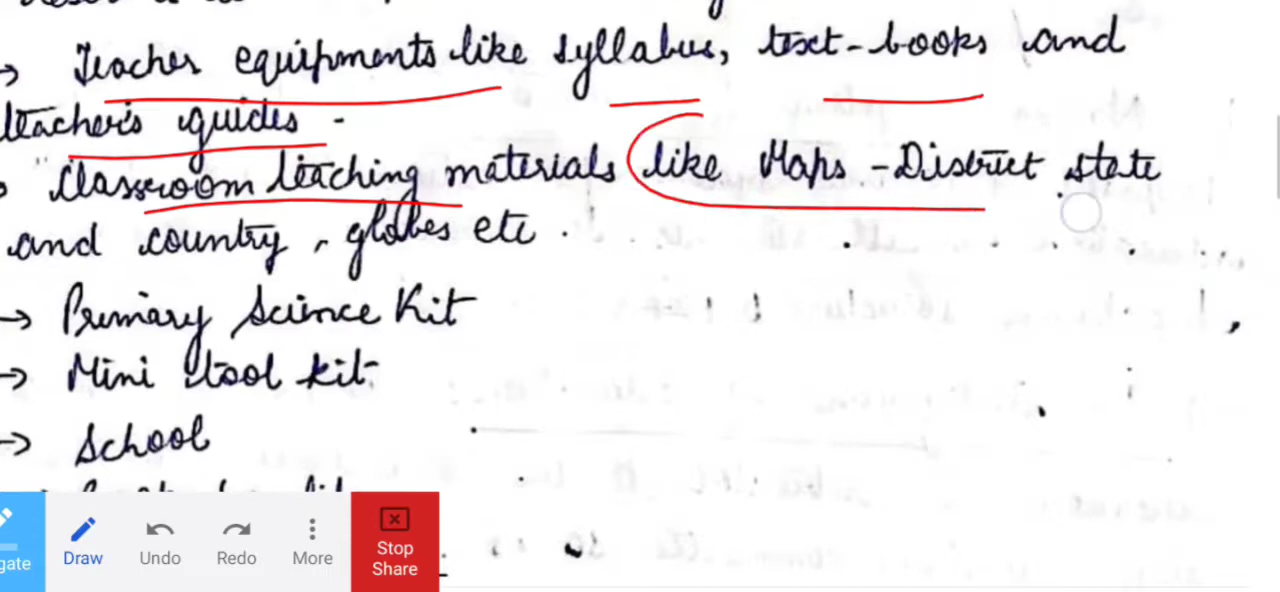 → Teacher equipments like syllabus, text-books and
teacher's guides -
Classroom teaching materials like Maps - District state
and country, globes etc.
→ Primary Science Kit
→ Mini tool kit
→ School
Draw
Undo
Redo
More
Stop
Share